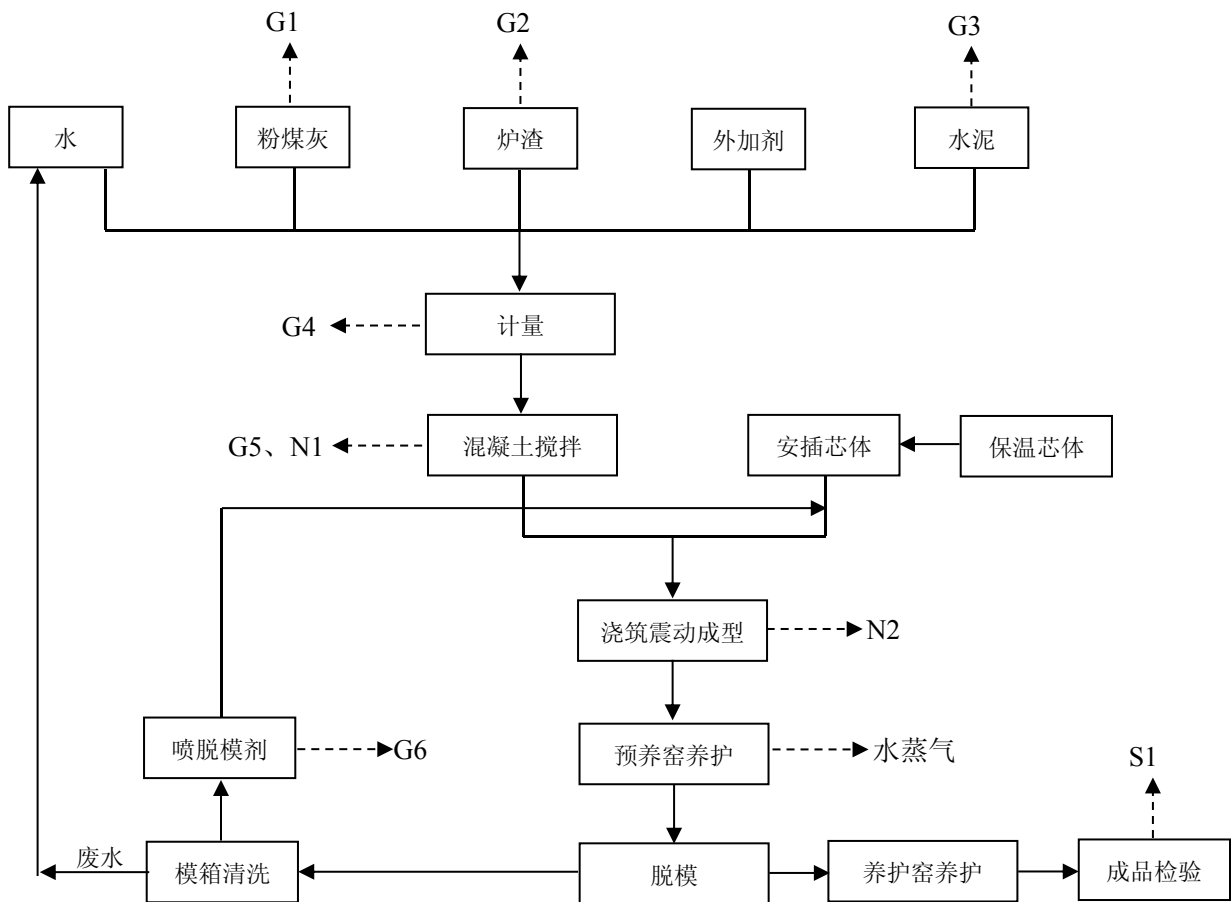 G1
G2
G3
水
粉煤灰
炉渣
外加剂
水泥
G4
计量
G5、N1
混凝土搅拌
安插芯体
保温芯体
浇筑震动成型
N2
喷脱模剂
G6
预养窑养护
水蒸气
S1
废水
模箱清洗
脱模
养护窑养护
成品检验